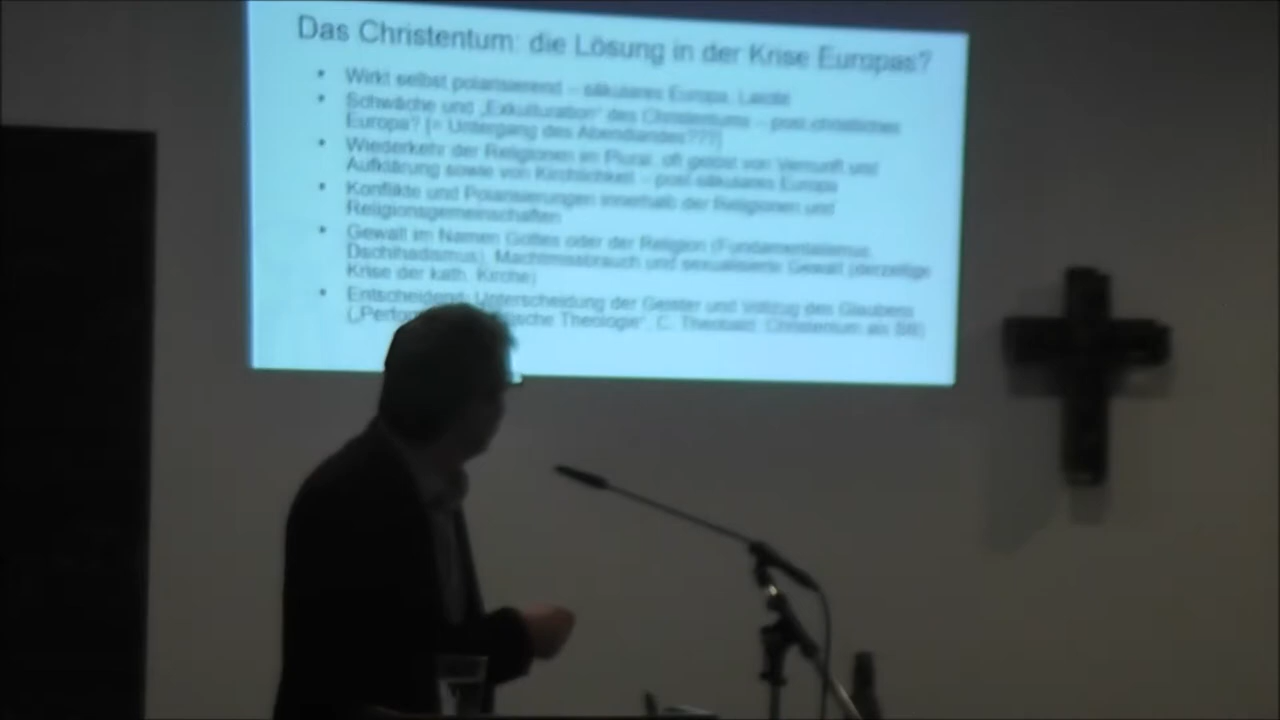 Das Christentum: die Lösung in der Krise Europas?
• Wirkt selbst polarisierend – säkulares Europa, Laicité
• Schwäche und „Exkulturation“ des Christentums – post-christliches
Europa? [= Untergang des Abendlandes???]
• Wiederkehr der Religionen im Plural: oft gelöst von Vernunft und
Aufklärung sowie von Kirchlichkeit – post-säkulares Europa
• Konflikte und Polarisierungen innerhalb der Religionen und
Religionsgemeinschaften
• Gewalt im Namen Gottes oder der Religion (Fundamentalismus,
Dschihadismus), Machtmissbrauch und sexualisierte Gewalt (derzeitige
Krise der kath. Kirche)
• Entscheidend: Unterscheidung der Geister und Vollzug des Glaubens
Theologie“, C. Theobald: Christentum als Stil)